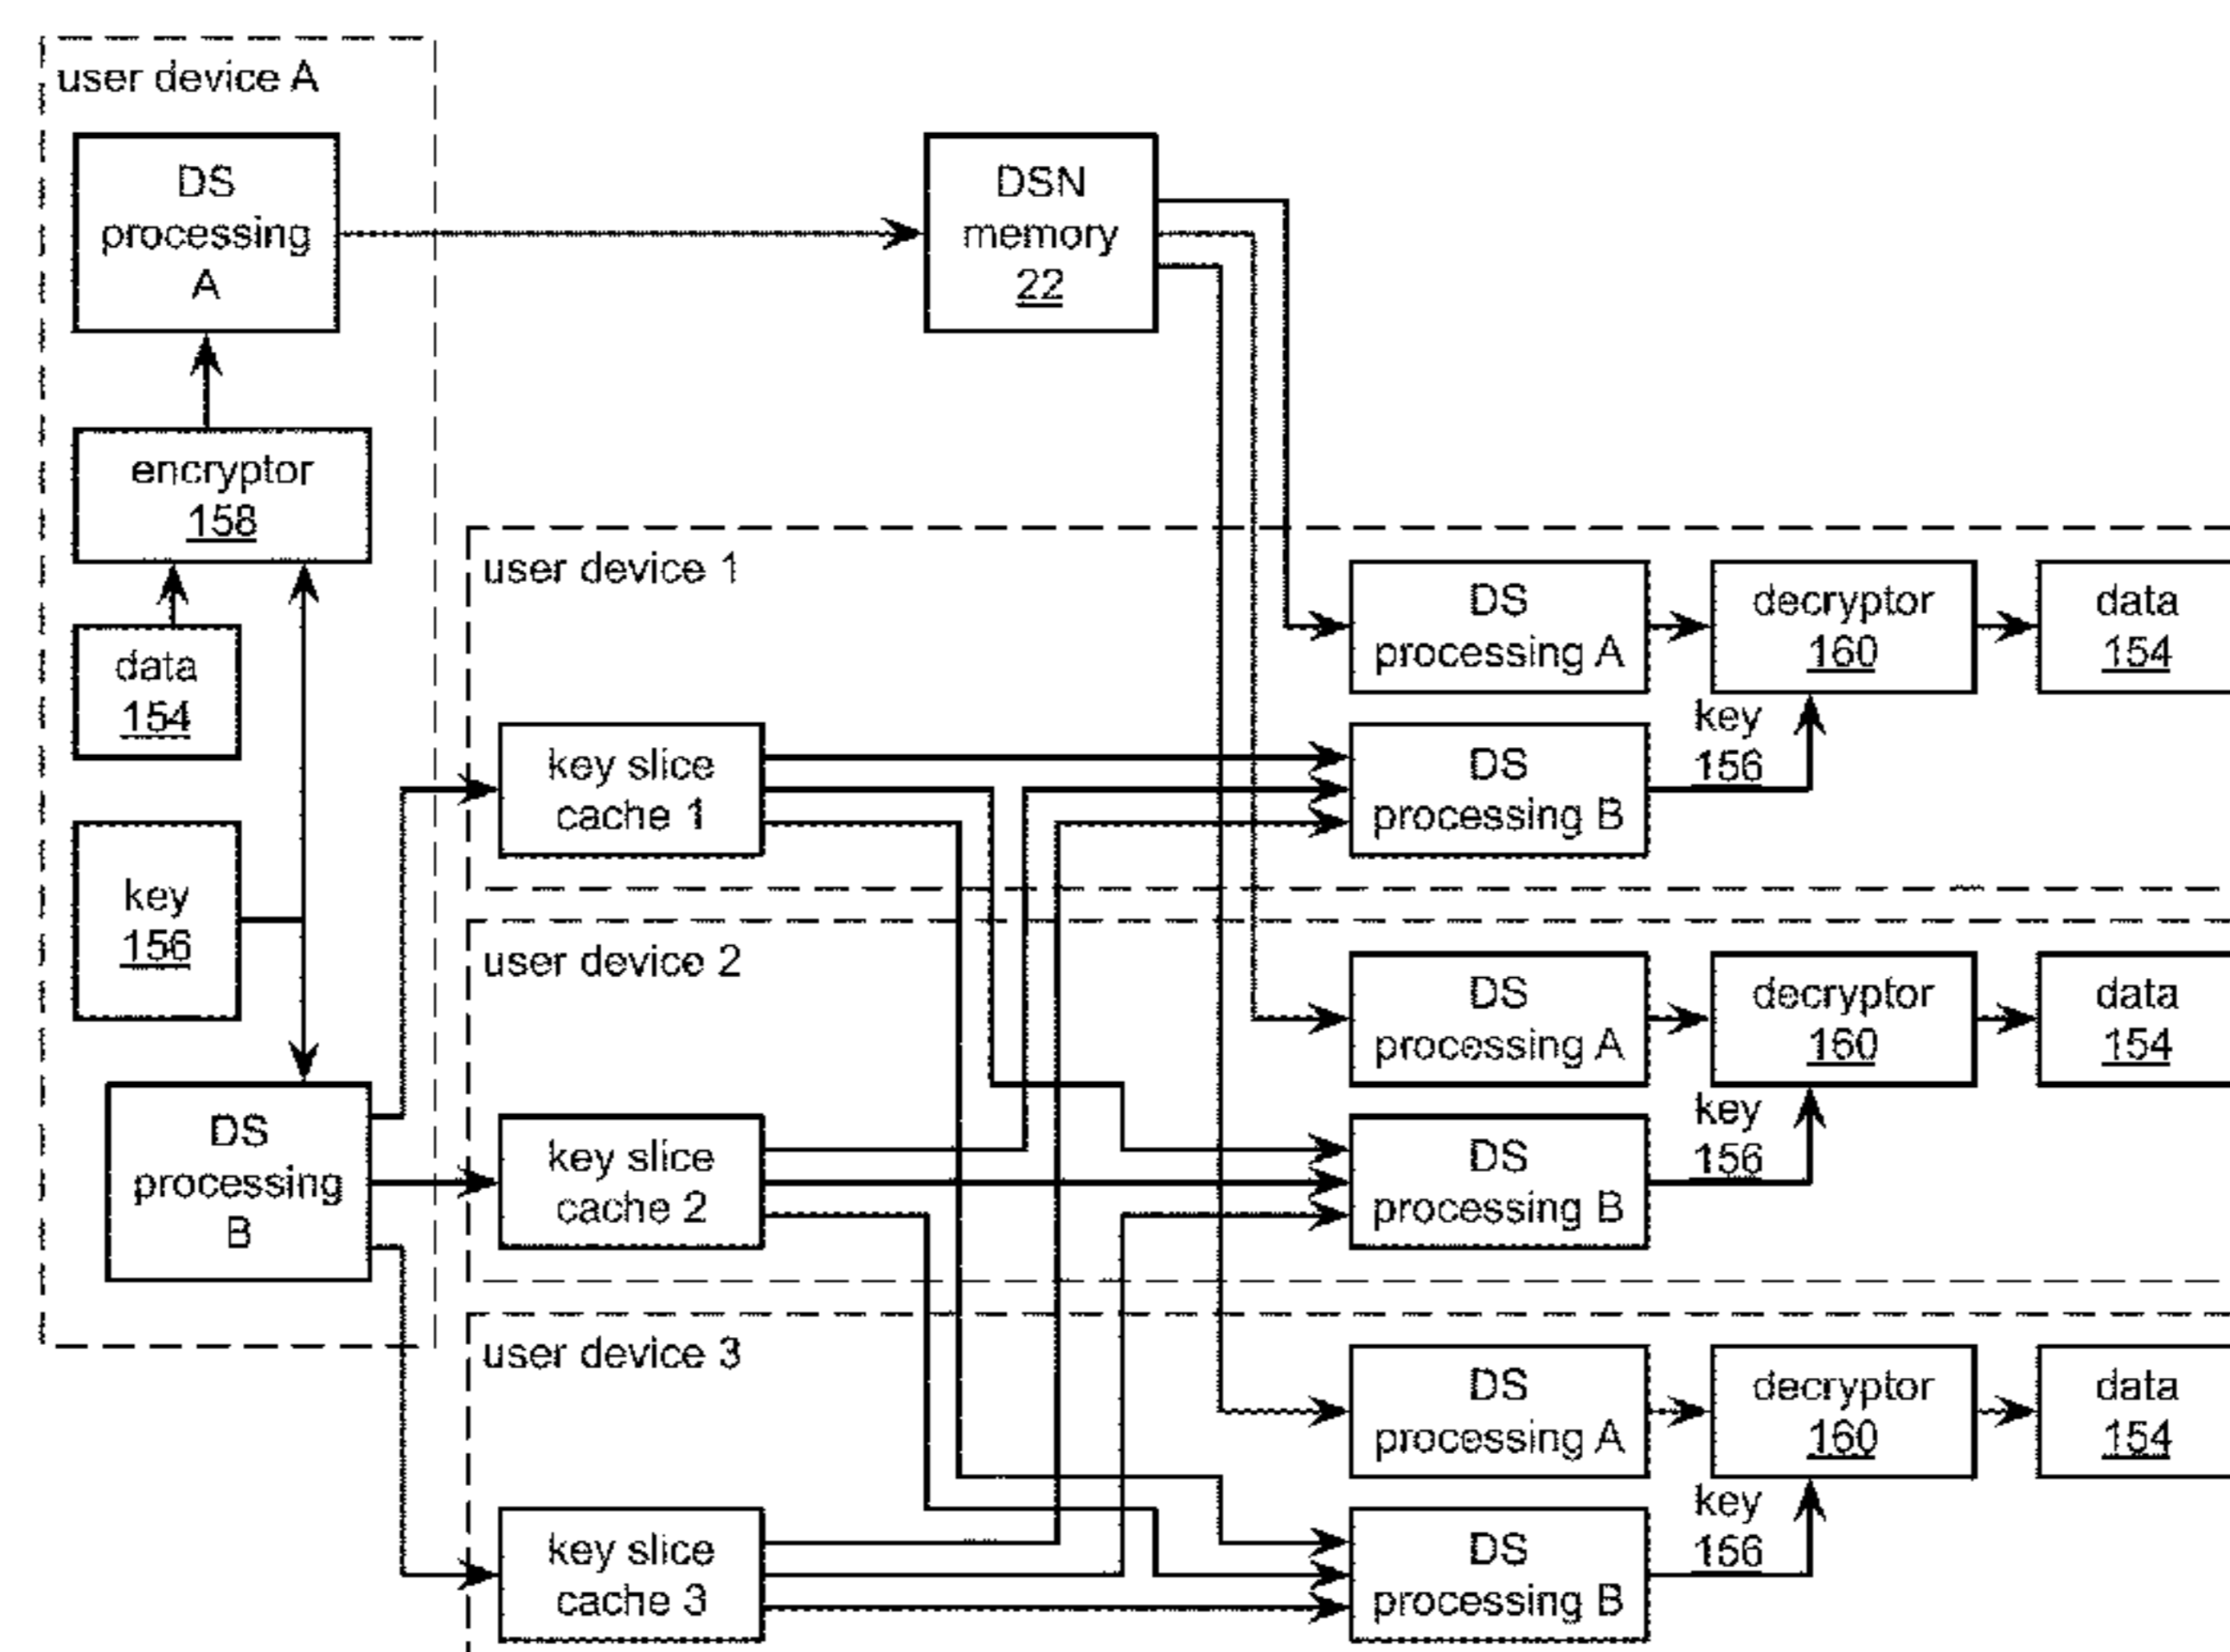 user device A
DS
processing
A
encryptor
158
data
154
key
156
DS
processing
B
DSN
memory
22
user device 1
key slice
cache 1
DS
processing A
decryptor
160
data
154
DS
processing B
key
156
user device 2
key slice
cache 2
DS
processing A
decryptor
160
data
154
DS
processing B
key
156
user device 3
key slice
cache 3
DS
processing A
decryptor
160
data
154
DS
processing B
key
156